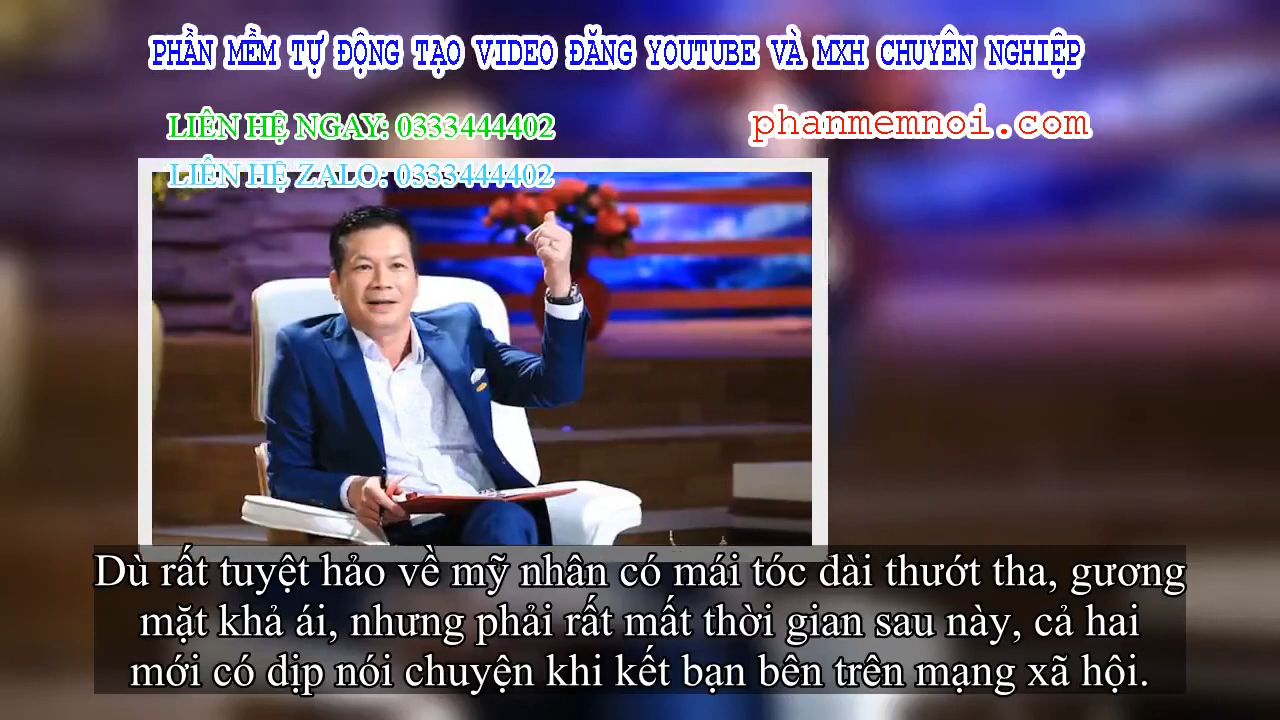 PHẦN MỀM TỰ ĐỘNG TẠO VIDEO ĐĂNG YOUTUBE VÀ MXH CHUYÊN NGHIỆP
LIÊN HỆ NGAY: 0333444402
phanmemnoi.com
LIÊN HỆ ZALO: 0333444402
Dù rất tuyệt hảo về mỹ nhân có mái tóc dài thướt tha, gương
mặt khả ái, nhưng phải rất mất thời gian sau này, cả hai
mới có dịp nói chuyện khi kết bạn bên trên mạng xã hội.